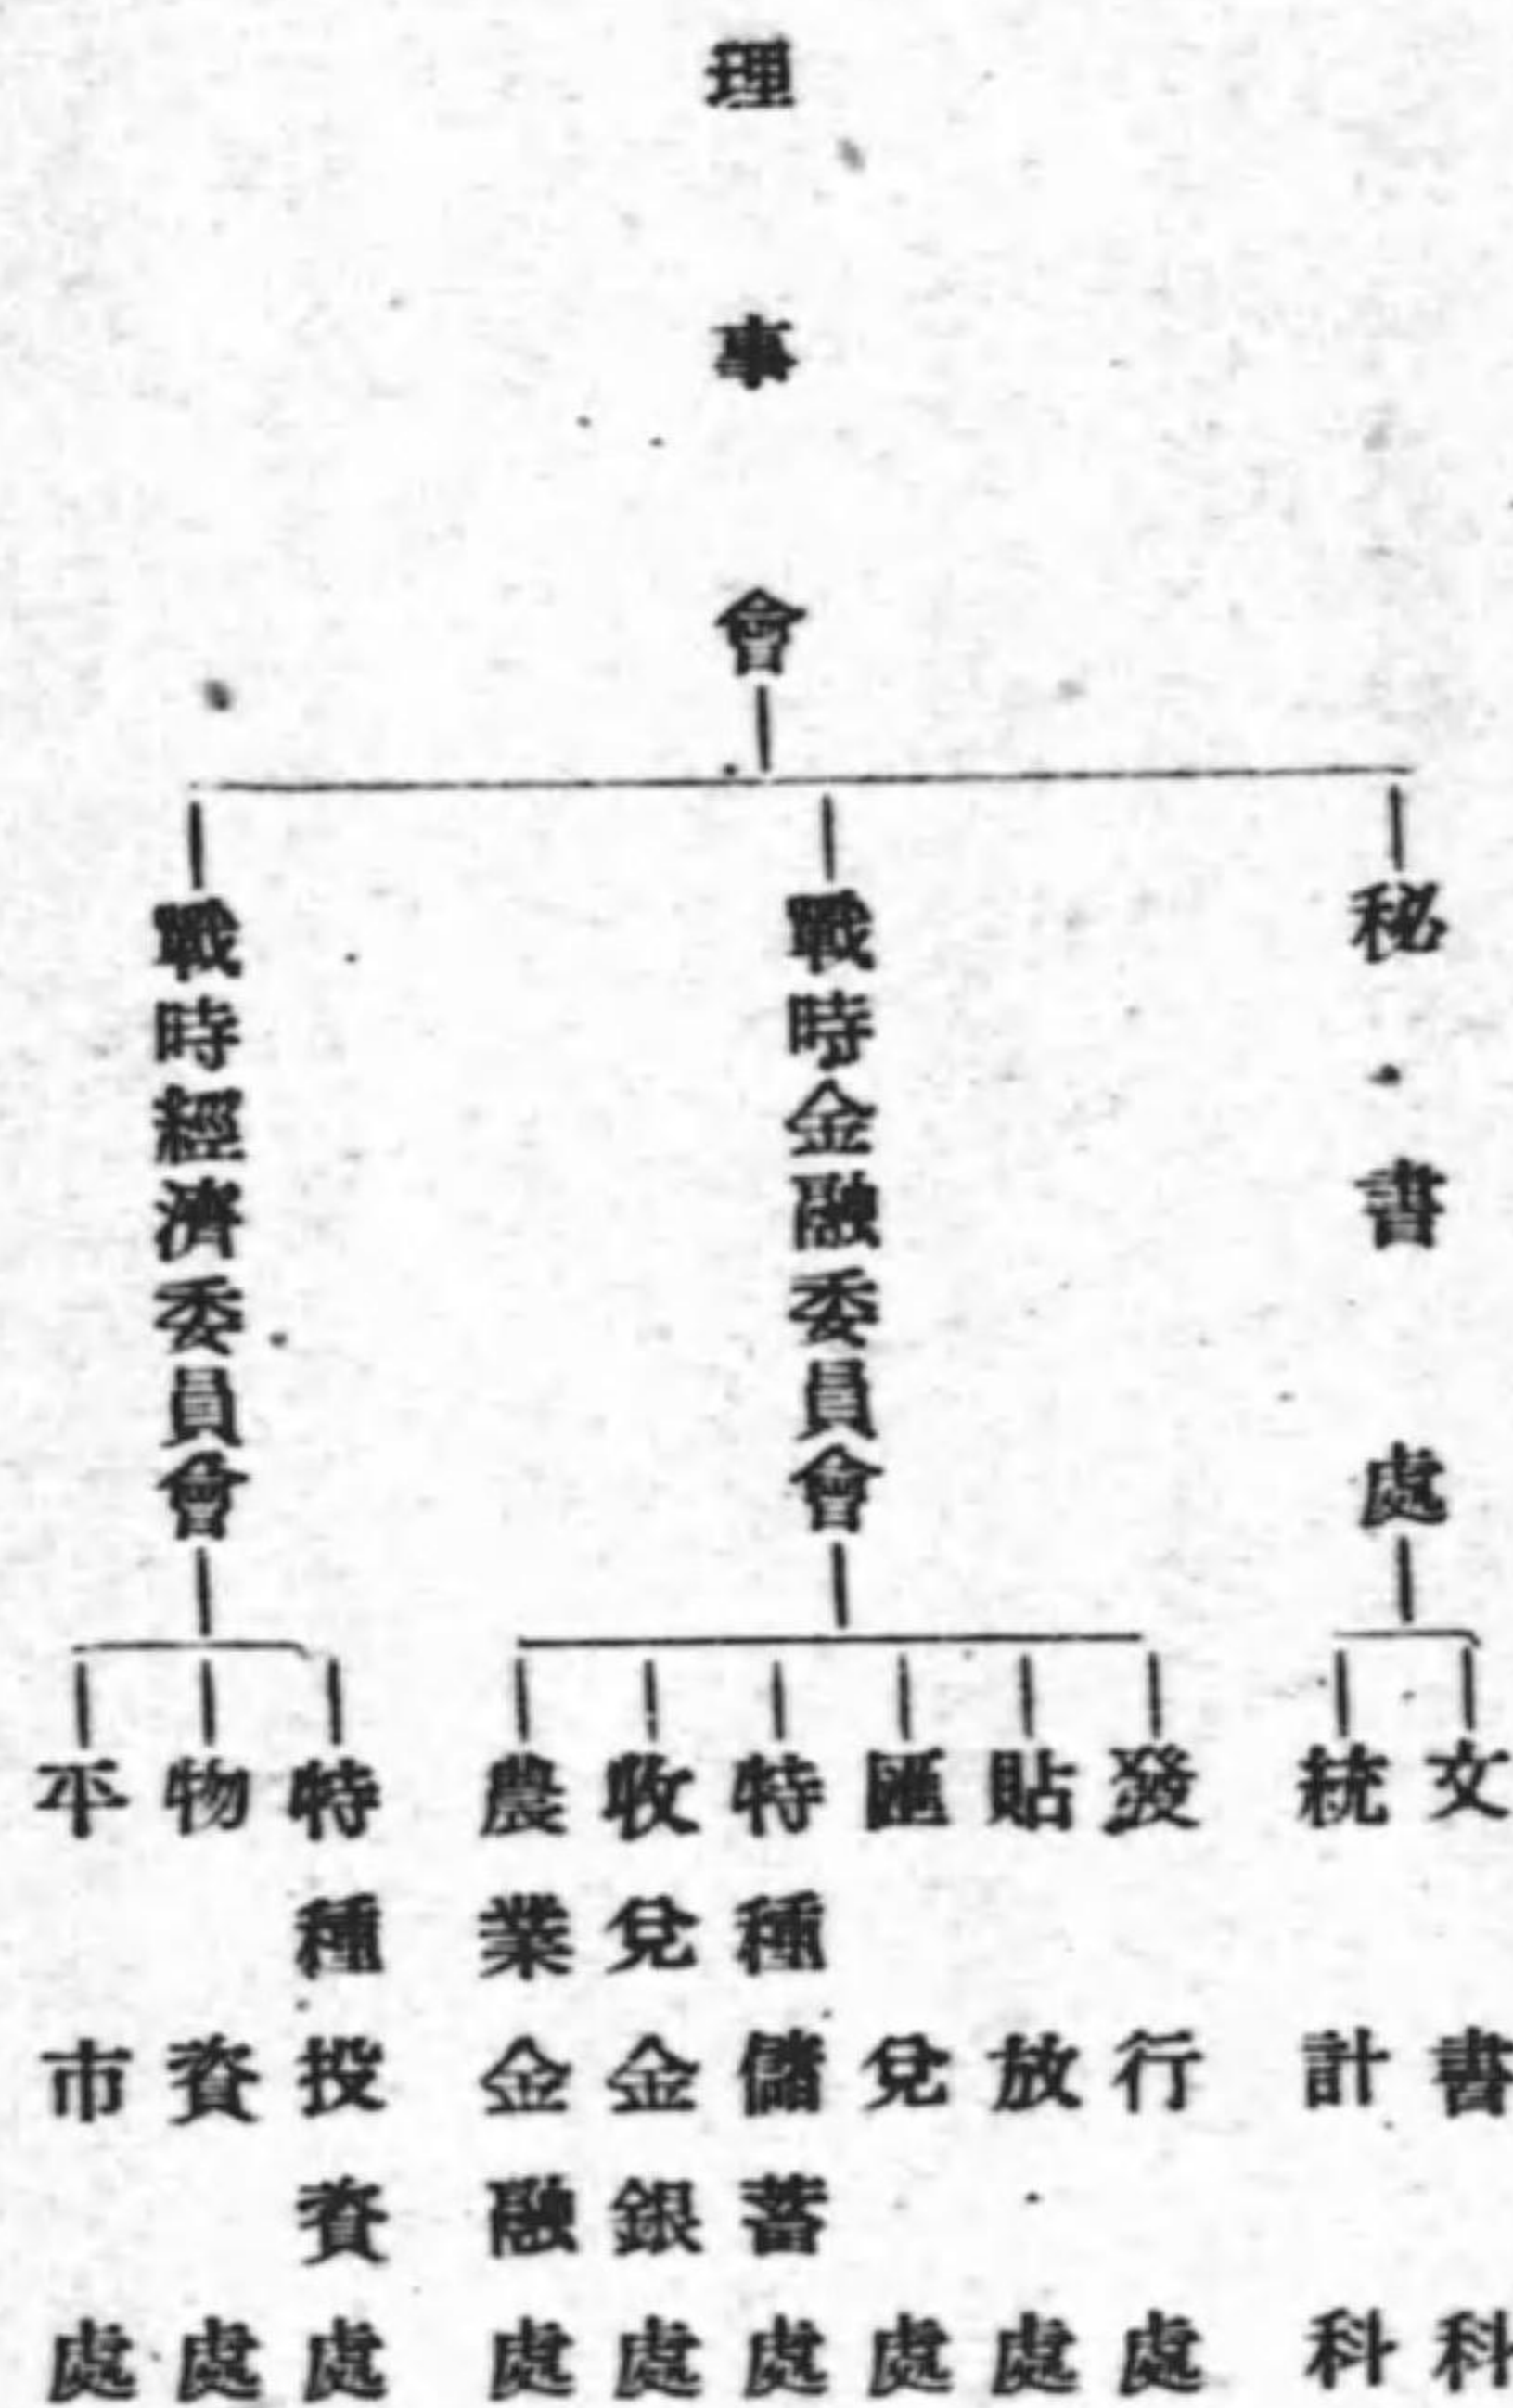 理事會
秘書處
文書科
統計科
戰時金融委員會
發行處
貼放處
匯兌處
特種儲蓄處
收兌金銀處
農業金融處
戰時經濟委員會
特種投資處
物資處
平市處